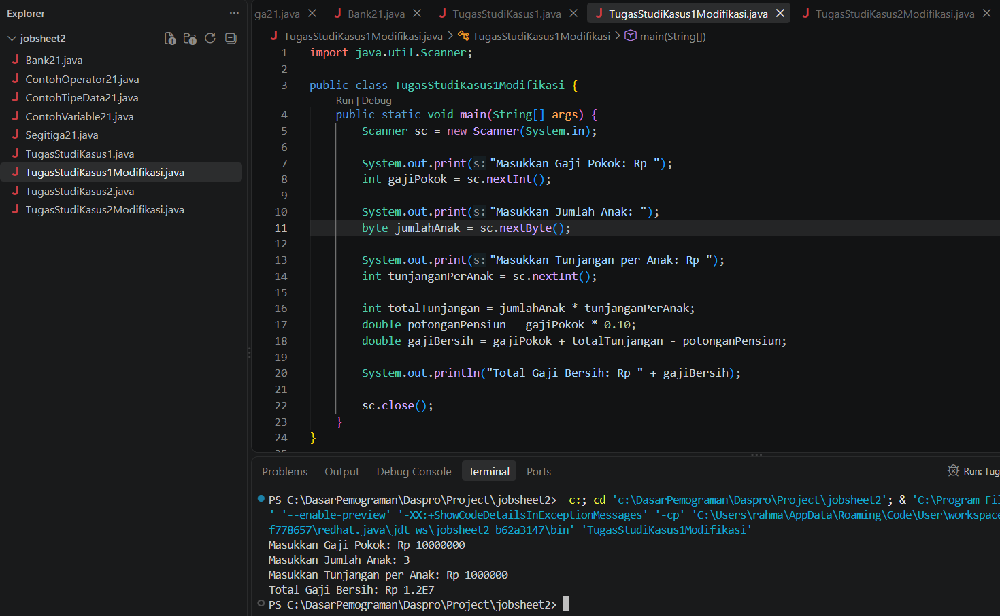 Explorer
jobsheet2
Bank21.java
ContohOperator21.java
ContohTipeData21.java
ContohVariable21.java
Segitiga21.java
TugasStudiKasus1.java
TugasStudiKasus1Modifikasi.java
TugasStudiKasus2.java
TugasStudiKasus2Modifikasi.java
ga21.java Bank21.java TugasStudiKasus1.java TugasStudiKasus1Modifikasi.java TugasStudiKasus2Modifikasi.java
TugasStudiKasus1Modifikasi.java > TugasStudiKasus1Modifikasi > main(String[])
1 import java.util.Scanner;
2
3 public class TugasStudiKasus1Modifikasi {
Run | Debug
4 public static void main(String[] args) {
5 Scanner sc = new Scanner(System.in);
6
7 System.out.print(s: "Masukkan Gaji Pokok: Rp ");
8 int gajiPokok = sc.nextInt();
9
10 System.out.print(s: "Masukkan Jumlah Anak: ");
11 byte jumlahAnak = sc.nextByte();
12
13 System.out.print(s: "Masukkan Tunjangan per Anak: Rp ");
14 int tunjanganPerAnak = sc.nextInt();
15
16 int totalTunjangan = jumlahAnak * tunjanganPerAnak;
17 double potonganPensiun = gajiPokok * 0.10;
18 double gajiBersih = gajiPokok + totalTunjangan - potonganPensiun;
19
20 System.out.println("Total Gaji Bersih: Rp " + gajiBersih);
21
22 sc.close();
23 }
24 }
25
Problems Output Debug Console Terminal Ports Run: Tug
PS C:\DasarPemograman\Daspro\Project\jobsheet2> c:; cd 'c:\DasarPemograman\Daspro\Project\jobsheet2'; & 'C:\Program Fil
' '--enable-preview' '-XX:+ShowCodeDetailsInExceptionMessages' '-cp' 'C:\Users\rahma\AppData\Roaming\Code\User\workspace
f778657\redhat.java\jdt_ws\jobsheet2_b62a3147\bin' 'TugasStudiKasus1Modifikasi'
Masukkan Gaji Pokok: Rp 10000000
Masukkan Jumlah Anak: 3
Masukkan Tunjangan per Anak: Rp 1000000
Total Gaji Bersih: Rp 1.2E7
PS C:\DasarPemograman\Daspro\Project\jobsheet2>